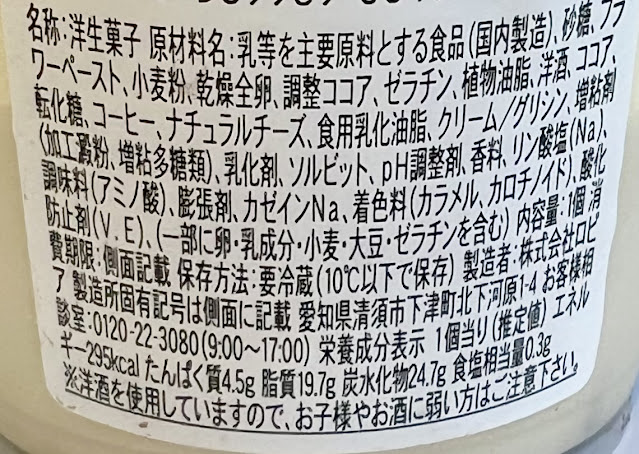 名称:洋生菓子 原材料名:乳等を主要原料とする食品(国内製造)、砂糖、フラ
ワーペースト、小麦粉、乾燥全卵、調整ココア、ゼラチン、植物油脂、洋酒、ココア、
転化糖、コーヒー、ナチュラルチーズ、食用乳化油脂、クリーム/グリシン、増粘剤
(加工澱粉、増粘多糖類)、乳化剤、ソルビット、pH調整剤、香料、リン酸塩(Na)、
調味料(アミノ酸)、膨張剤、カゼインNa、着色料(カラメル、カロチノイド)、酸化
防止剤(V.E)、(一部に卵・乳成分・小麦・大豆・ゼラチンを含む) 内容量:1個 消
費期限:側面記載 保存方法:要冷蔵(10℃以下で保存) 製造者:株式会社ロピ
ア 製造所固有記号は側面に記載 愛知県清須市下津町北下河原1-4 お客様相
談室:0120-22-3080(9:00〜17:00) 栄養成分表示 1個当り(推定値) エネル
ギー295kcal たんぱく質4.5g 脂質19.7g 炭水化物24.7g 食塩相当量0.3g
※洋酒を使用していますので、お子様やお酒に弱い方はご注意下さい。